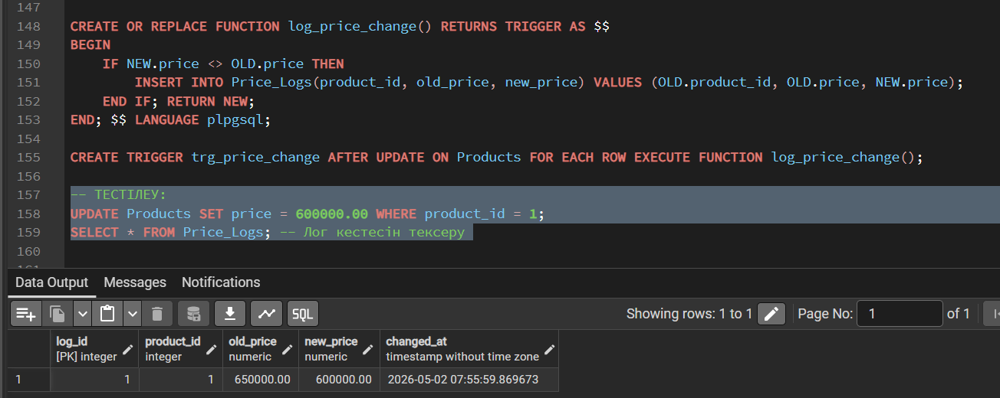 147
148 CREATE OR REPLACE FUNCTION log_price_change() RETURNS TRIGGER AS $$
149 BEGIN
150     IF NEW.price <> OLD.price THEN
151         INSERT INTO Price_Logs(product_id, old_price, new_price) VALUES (OLD.product_id, OLD.price, NEW.price);
152     END IF; RETURN NEW;
153 END; $$ LANGUAGE plpgsql;
154
155 CREATE TRIGGER trg_price_change AFTER UPDATE ON Products FOR EACH ROW EXECUTE FUNCTION log_price_change();
156
157 -- ТЕСТІЛЕУ:
158 UPDATE Products SET price = 600000.00 WHERE product_id = 1;
159 SELECT * FROM Price_Logs; -- Лог кестесін тексеру
160
Data Output Messages Notifications
SQL Showing rows: 1 to 1 Page No: 1 of 1
log_id product_id old_price new_price changed_at
[PK] integer integer numeric numeric timestamp without time zone
1 1 1 650000.00 600000.00 2026-05-02 07:55:59.869673